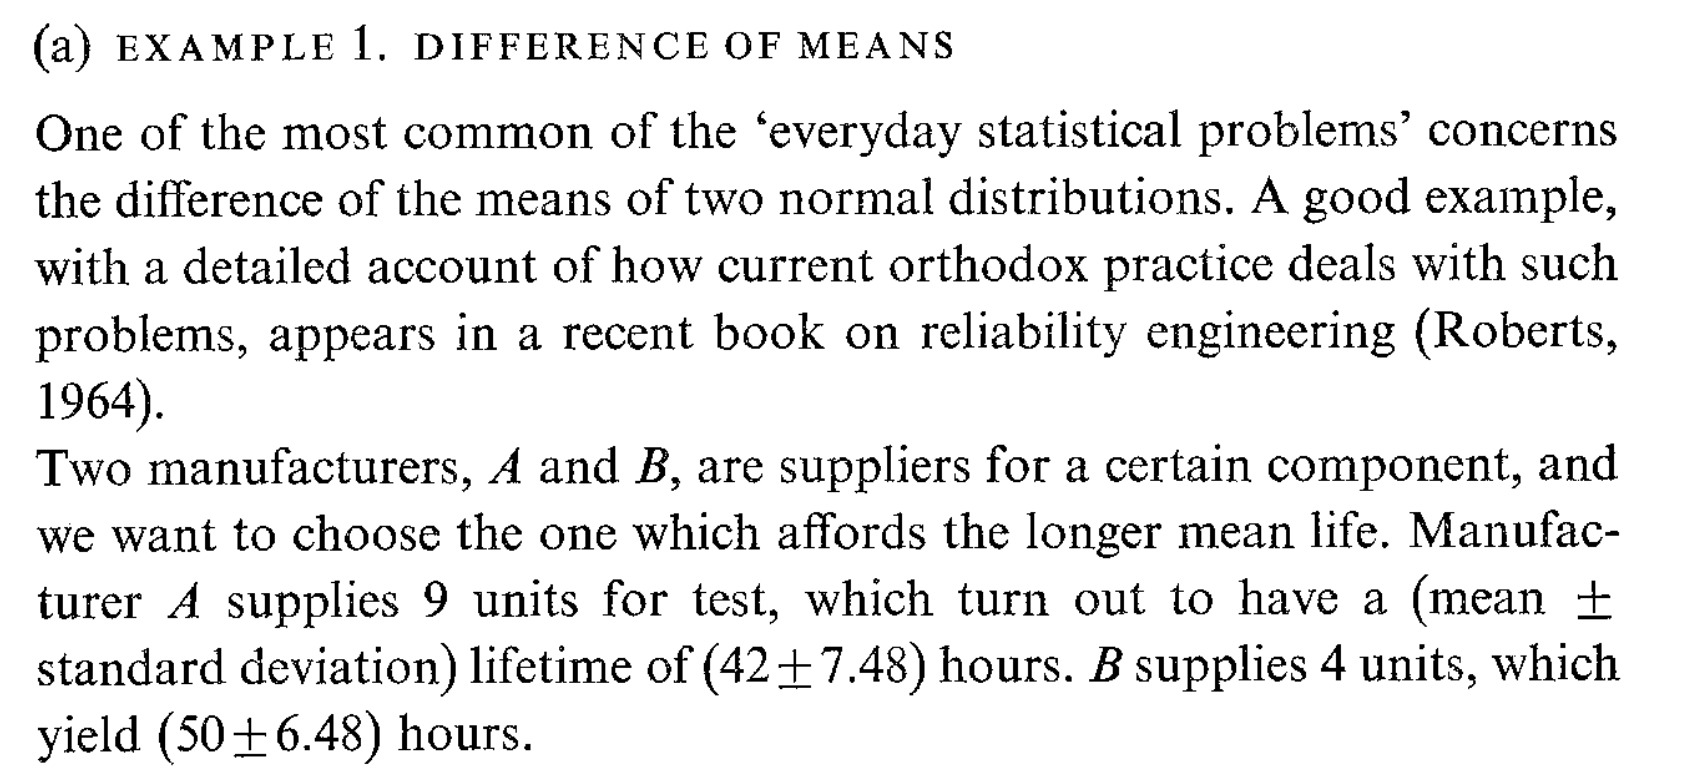 (a) EXAMPLE 1. DIFFERENCE OF MEANS
One of the most common of the ‘everyday statistical problems’ concerns
the difference of the means of two normal distributions. A good example,
with a detailed account of how current orthodox practice deals with such
problems, appears in a recent book on reliability engineering (Roberts,
1964).
Two manufacturers, A and B, are suppliers for a certain component, and
we want to choose the one which affords the longer mean life. Manufac-
turer A supplies 9 units for test, which turn out to have a (mean ±
standard deviation) lifetime of (42±7.48) hours. B supplies 4 units, which
yield (50±6.48) hours.